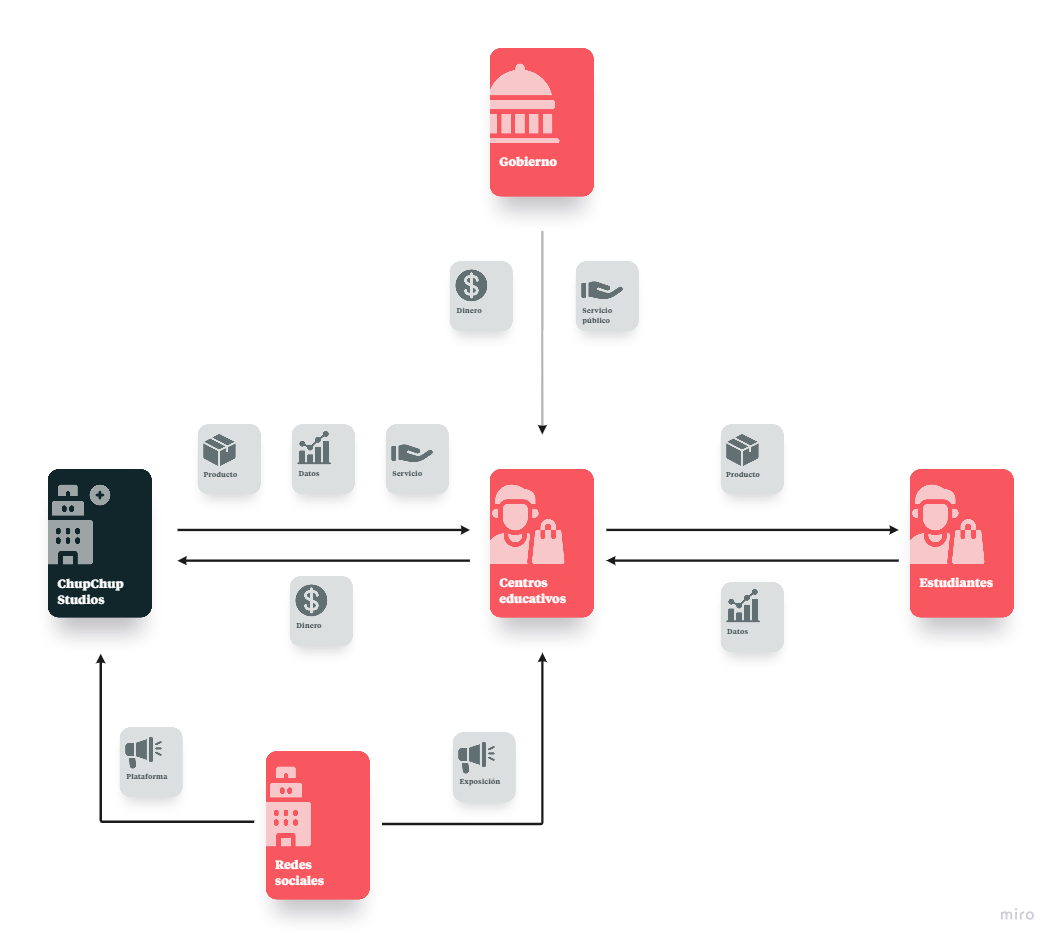 Gobierno
Dinero
Servicio
público
Producto
Datos
Servicio
Producto
ChupChup
Studios
Centros
educativos
Estudiantes
Dinero
Datos
Plataforma
Exposición
Redes
sociales
miro